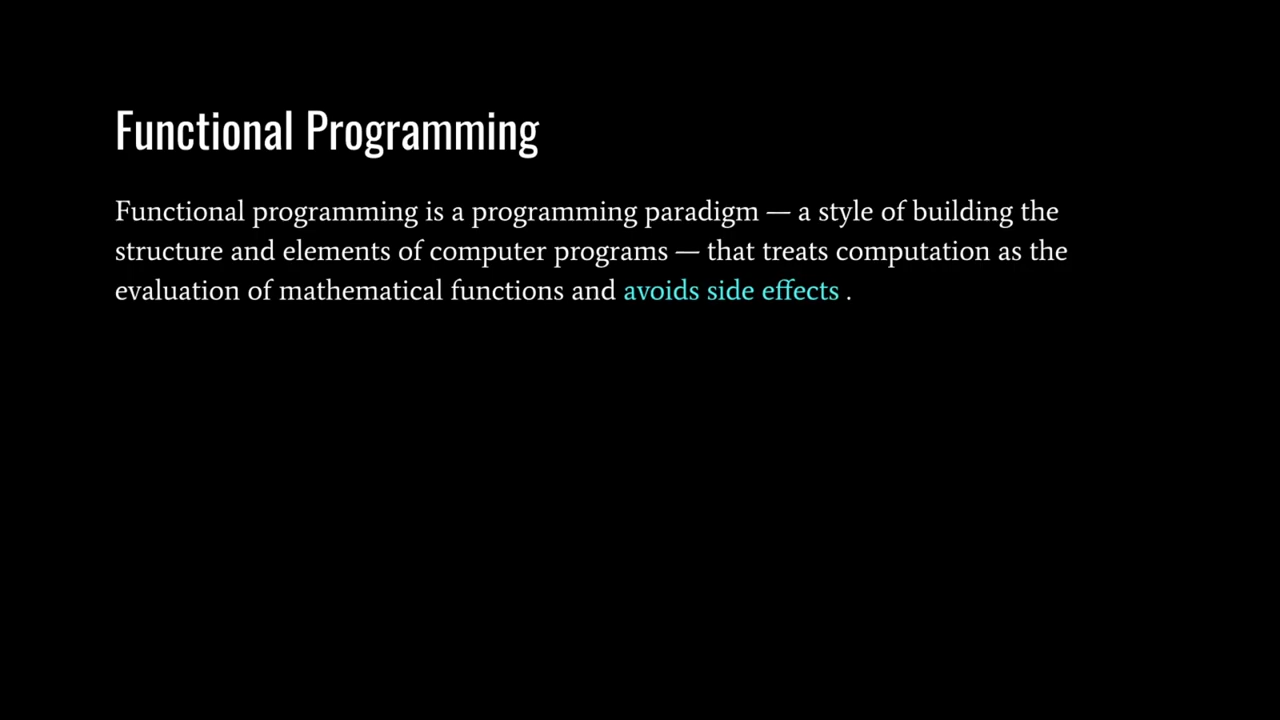 Functional Programming
Functional programming is a programming paradigm — a style of building the
structure and elements of computer programs — that treats computation as the
evaluation of mathematical functions and avoids side effects .